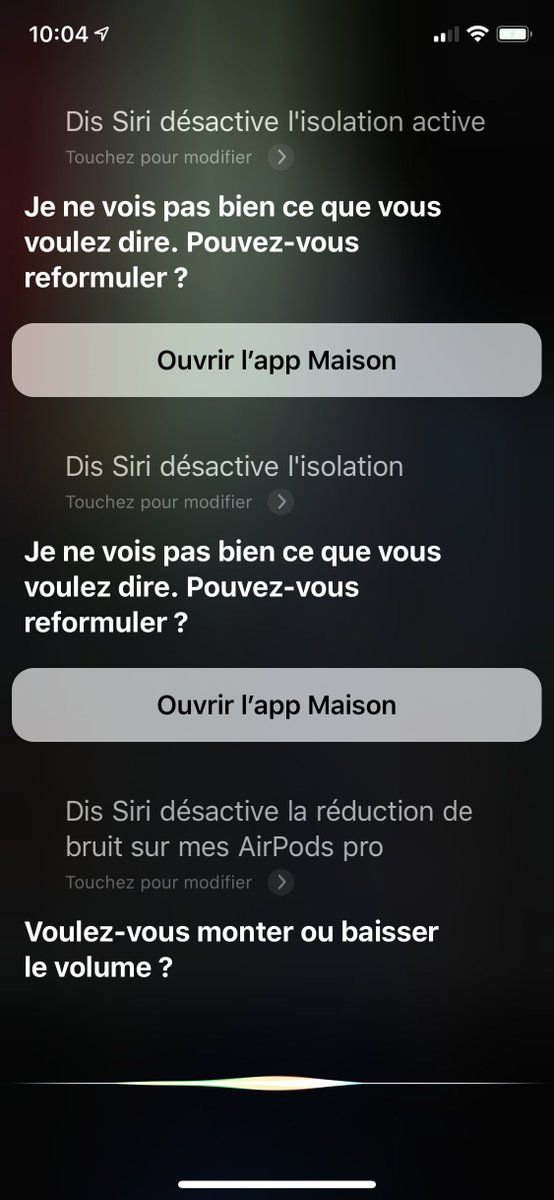 10:04
Dis Siri désactive l'isolation active
Touchez pour modifier
Je ne vois pas bien ce que vous
voulez dire. Pouvez-vous
reformuler ?
Ouvrir l’app Maison
Dis Siri désactive l'isolation
Touchez pour modifier
Je ne vois pas bien ce que vous
voulez dire. Pouvez-vous
reformuler ?
Ouvrir l’app Maison
Dis Siri désactive la réduction de
bruit sur mes AirPods pro
Touchez pour modifier
Voulez-vous monter ou baisser
le volume ?